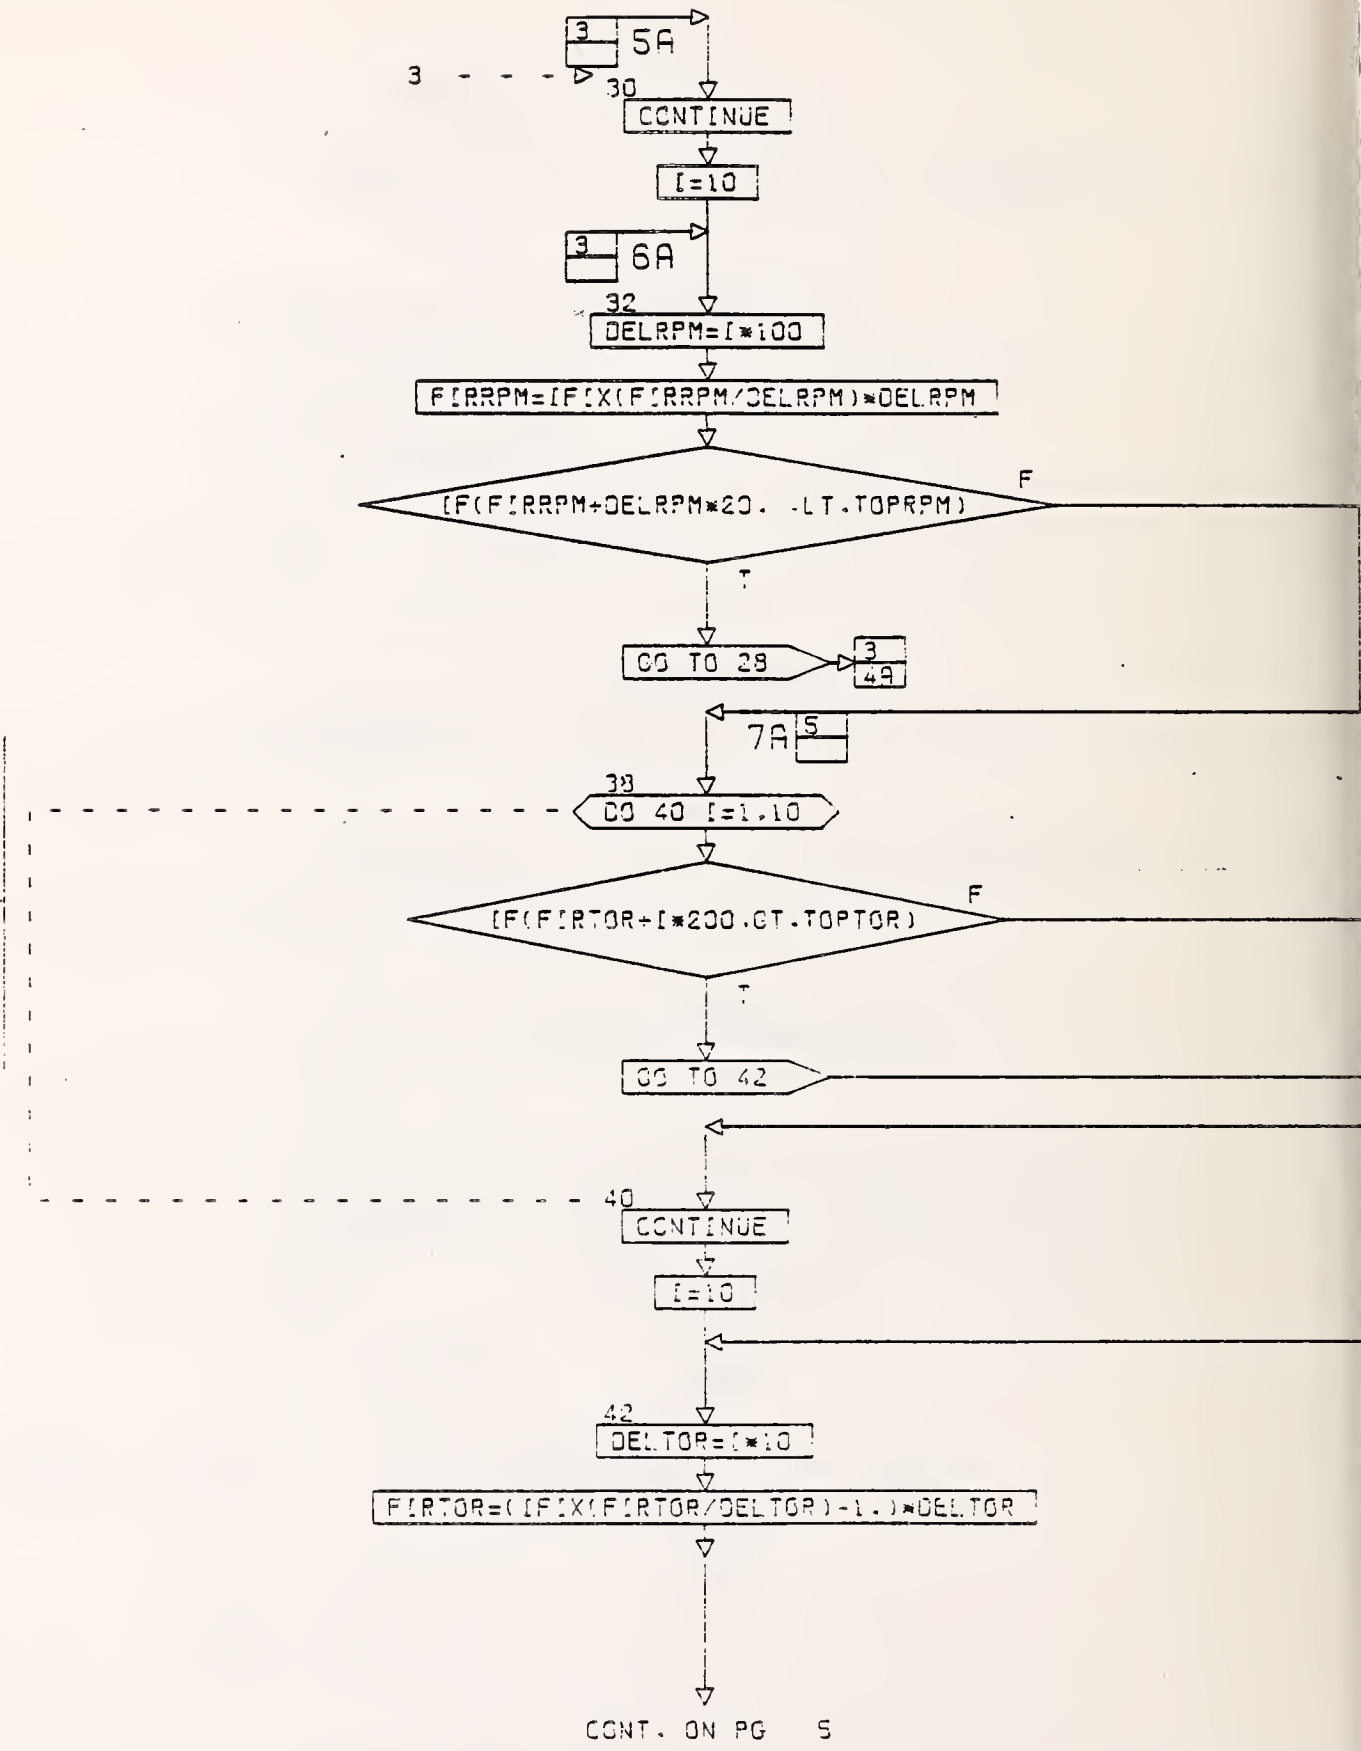 3
5A
3
30
CONTINUE
I=10
3
6A
32
DELRPM=I*100
FIRRPM=IFIX(FIRRPM/DELRPM)*DELRPM
IF(FIRRPM+DELRPM*20. .LT.TOPRPM)
F
T
GO TO 28
3
4A
7A
5
38
DO 40 I=1,10
IF(FIRTOR+I*200.GT.TOPTOR)
F
T
GO TO 42
40
CONTINUE
I=10
42
DELTOR=I*10
FIRTOR=(IFIX(FIRTOR/DELTOR)-1.)*DELTOR
CONT. ON PG 5